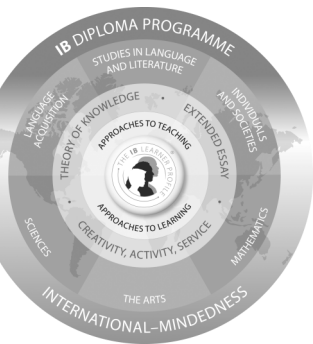 IB DIPLOMA PROGRAMME
STUDIES IN LANGUAGE
AND LITERATURE
LANGUAGE
ACQUISITION
INDIVIDUALS
AND SOCIETIES
THEORY OF KNOWLEDGE
EXTENDED ESSAY
APPROACHES TO TEACHING
THE IB LEARNER PROFILE
APPROACHES TO LEARNING
CREATIVITY, ACTIVITY, SERVICE
SCIENCES
MATHEMATICS
THE ARTS
INTERNATIONAL–MINDEDNESS